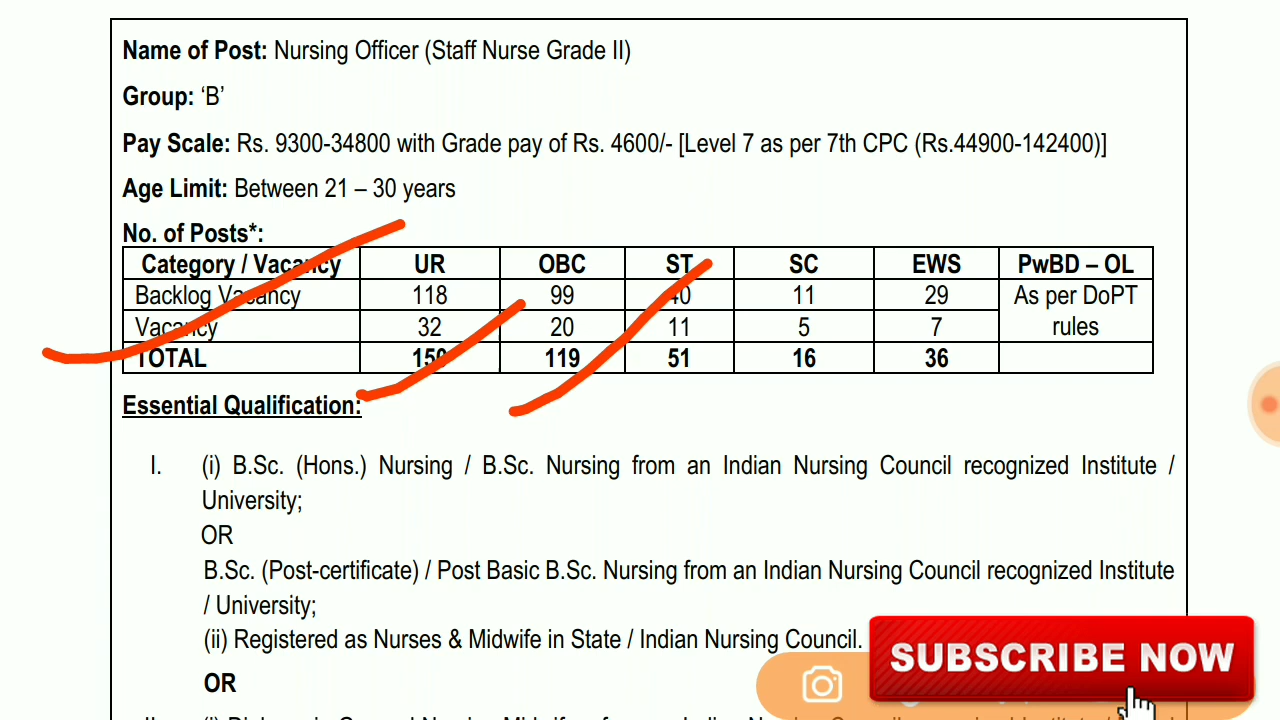 Name of Post: Nursing Officer (Staff Nurse Grade II)
Group: ‘B’
Pay Scale: Rs. 9300-34800 with Grade pay of Rs. 4600/- [Level 7 as per 7th CPC (Rs.44900-142400)]
Age Limit: Between 21 – 30 years
No. of Posts*:
Category / Vacancy UR OBC ST SC EWS PwBD – OL
Backlog Vacancy 118 99 40 11 29 As per DoPT
Vacancy 32 20 11 5 7 rules
TOTAL 150 119 51 16 36
Essential Qualification:
I. (i) B.Sc. (Hons.) Nursing / B.Sc. Nursing from an Indian Nursing Council recognized Institute /
University;
OR
B.Sc. (Post-certificate) / Post Basic B.Sc. Nursing from an Indian Nursing Council recognized Institute
/ University;
(ii) Registered as Nurses & Midwife in State / Indian Nursing Council.
SUBSCRIBE NOW
OR